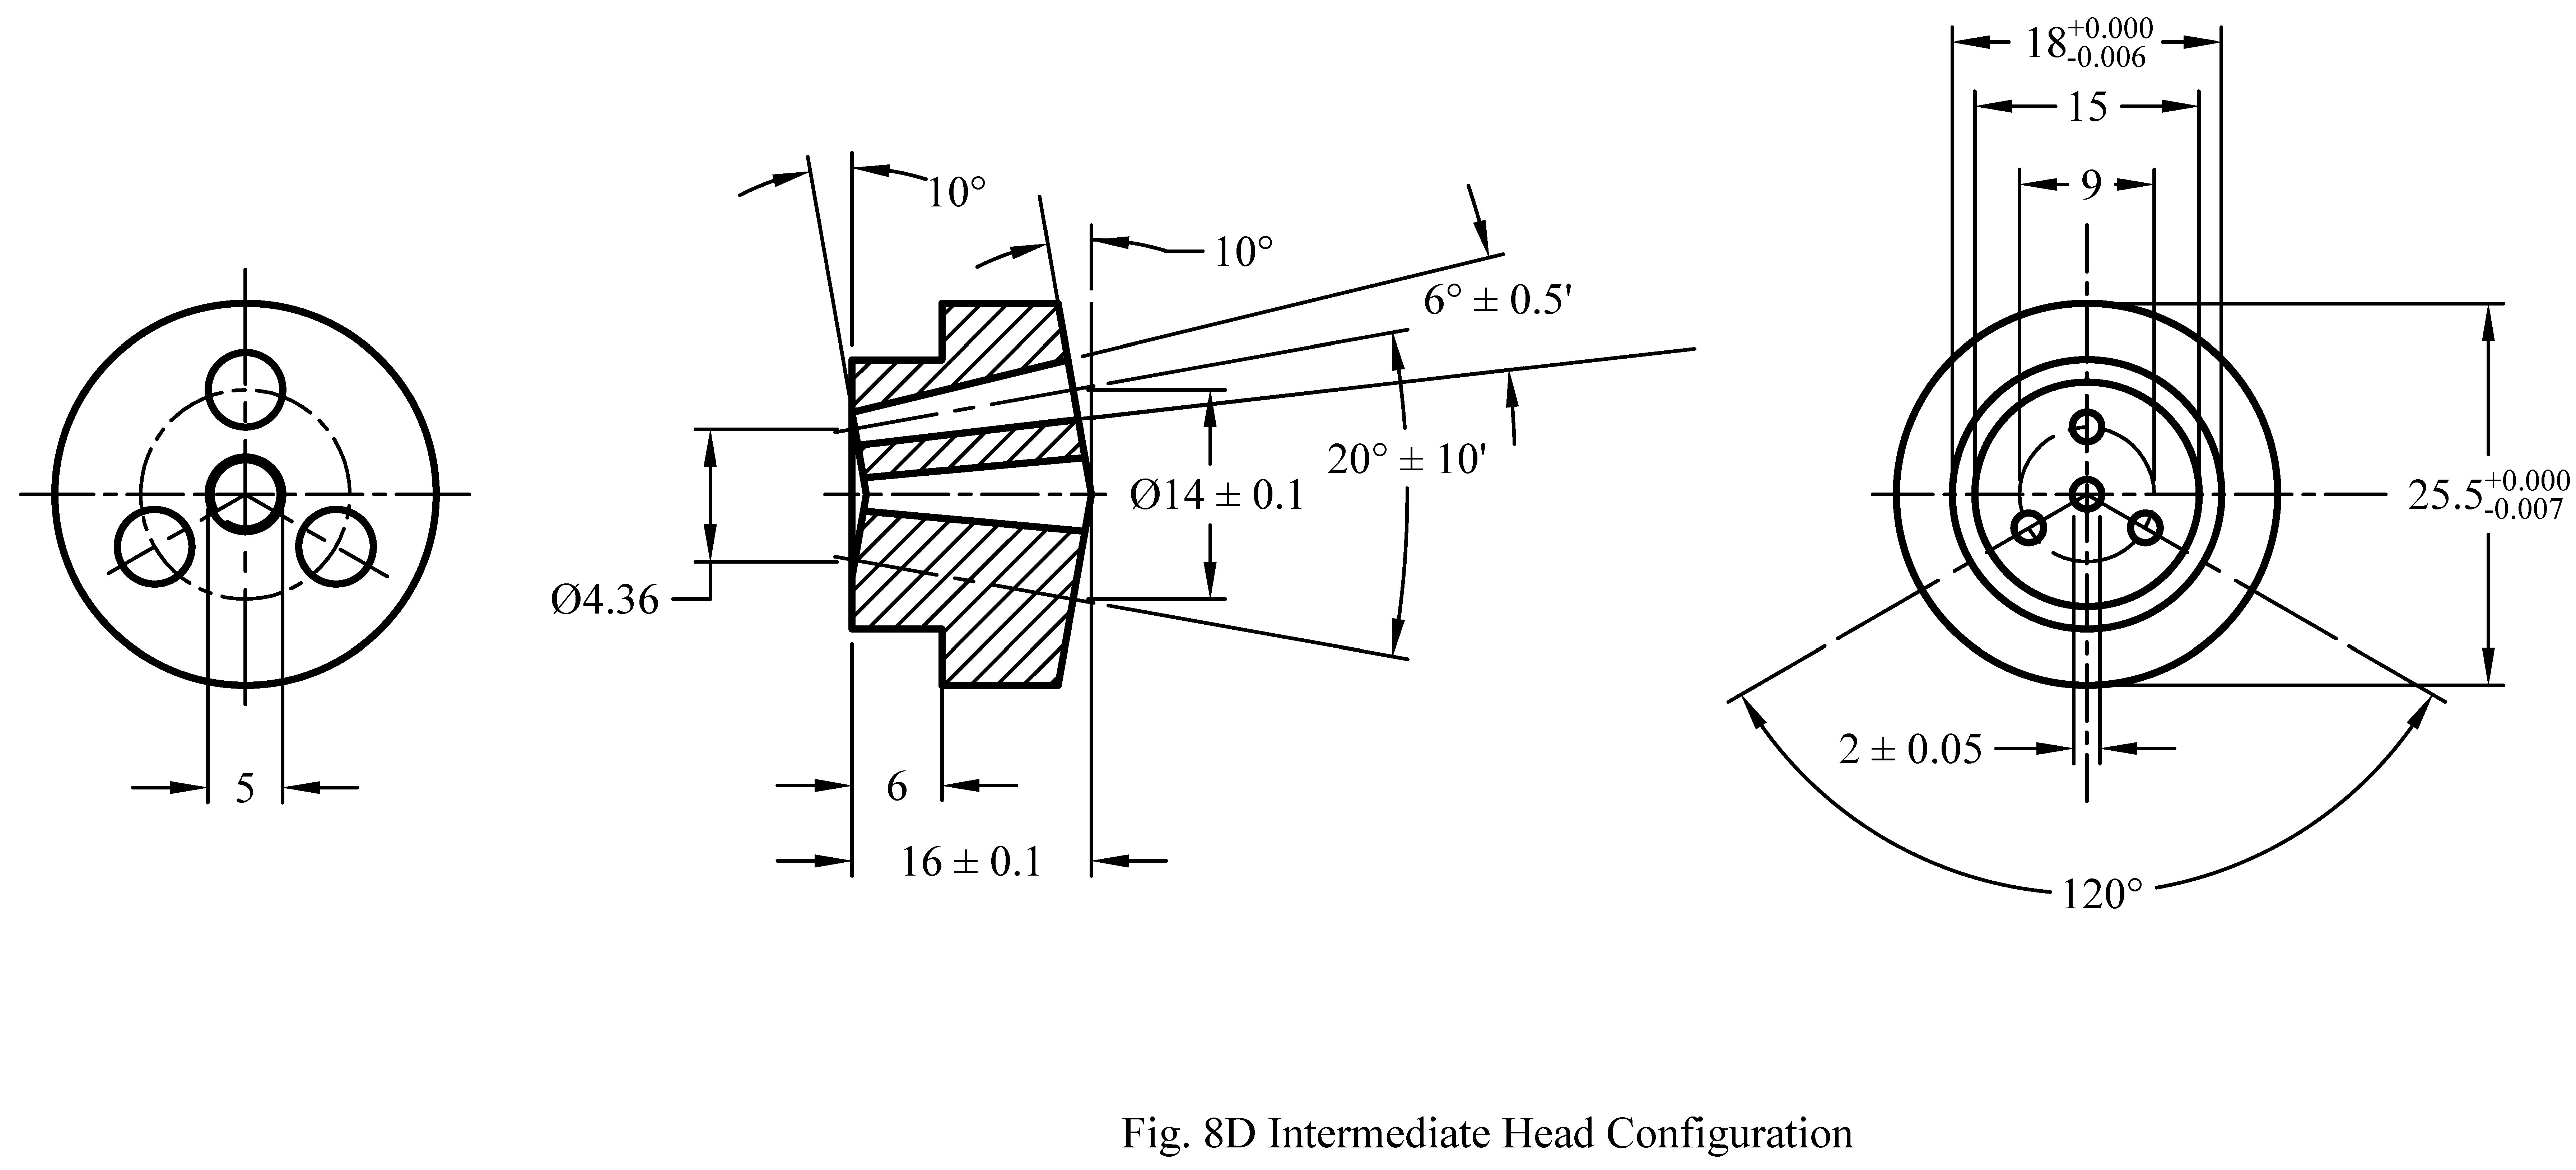 18+0.000
-0.006
15
10°
9
10°
6° ± 0.5'
20° ± 10'
Ø14 ± 0.1
25.5+0.000
-0.007
Ø4.36
2 ± 0.05
5
6
16 ± 0.1
120°
Fig. 8D Intermediate Head Configuration